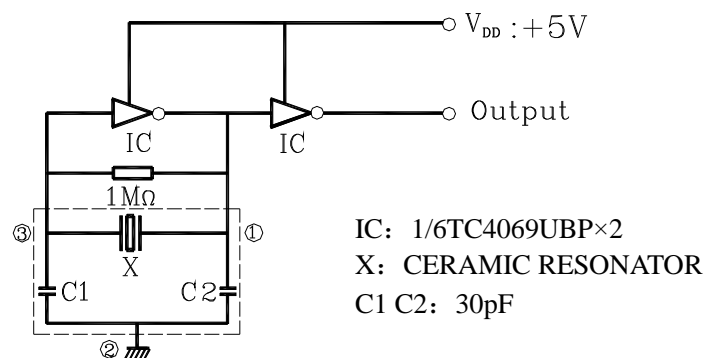 V_DD :+5V
IC
IC
Output
1MΩ
③
①
X
C1
C2
②
IC：1/6TC4069UBP×2
X：CERAMIC RESONATOR
C1 C2：30pF